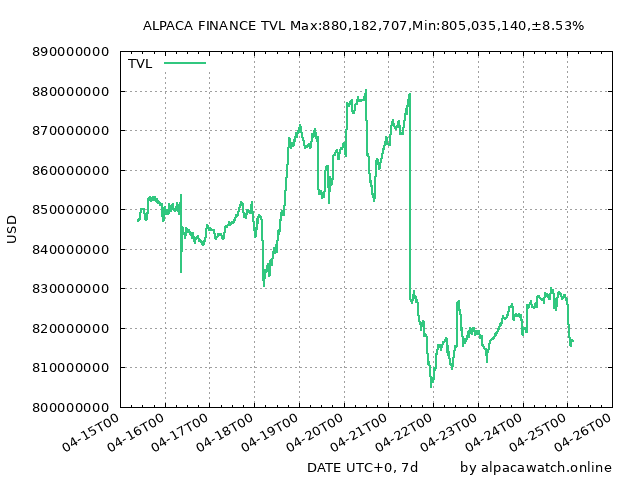 ALPACA FINANCE TVL Max:880,182,707,Min:805,035,140,±8.53%
890000000
TVL
880000000
870000000
860000000
850000000
840000000
830000000
820000000
810000000
800000000
USD
04-15T00
04-16T00
04-17T00
04-18T00
04-19T00
04-20T00
04-21T00
04-22T00
04-23T00
04-24T00
04-25T00
04-26T00
DATE UTC+0, 7d
by alpacawatch.online